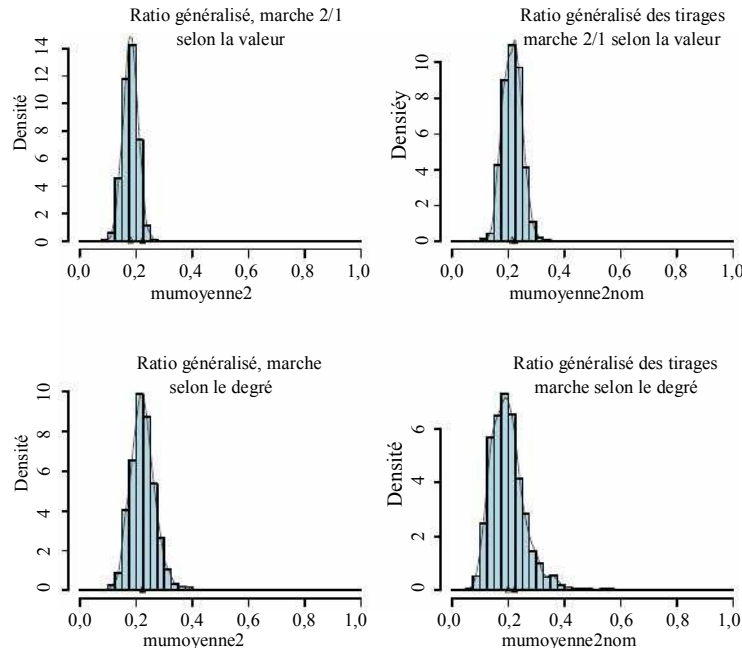 Ratio généralisé, marche 2/1
selon la valeur
Densité
0 2 4 6 8 10 12 14
0,0 0,2 0,4 0,6 0,8 1,0
mumoyenne2
Ratio généralisé des tirages
marche 2/1 selon la valeur
Densiéy
0 2 4 6 8 10
0,0 0,2 0,4 0,6 0,8 1,0
mumoyenne2nom
Ratio généralisé, marche
selon le degré
Densité
0 2 4 6 8 10
0,0 0,2 0,4 0,6 0,8 1,0
mumoyenne2
Ratio généralisé des tirages
marche selon le degré
Densité
0 2 4 6
0,0 0,2 0,4 0,6 0,8 1,0
mumoyenne2nom